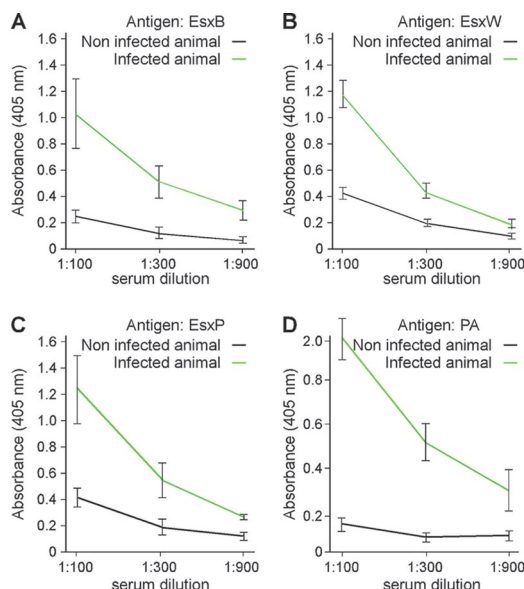 A
Antigen: EsxB
Non infected animal
Infected animal
Absorbance (405 nm)
1.6
1.4
1.2
1.0
0.8
0.6
0.4
0.2
0
1:100 1:300 1:900
serum dilution
B
Antigen: EsxW
Non infected animal
Infected animal
Absorbance (405 nm)
1.6
1.4
1.2
1.0
0.8
0.6
0.4
0.2
0
1:100 1:300 1:900
serum dilution
C
Antigen: EsxP
Non infected animal
Infected animal
Absorbance (405 nm)
1.6
1.4
1.2
1.0
0.8
0.6
0.4
0.2
0
1:100 1:300 1:900
serum dilution
D
Antigen: PA
Non infected animal
Infected animal
Absorbance (405 nm)
2.0
0.6
0.4
0.2
0
1:100 1:300 1:900
serum dilution